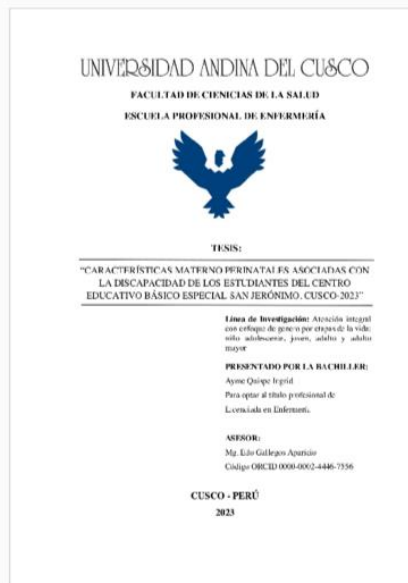 UNIVERSIDAD ANDINA DEL CUSCO
FACULTAD DE CIENICIAS DE LA SALUD
ESCUELA PROFESIONAL DE ENFERMERÍA
TESIS:
“CARACTERÍSTICAS MATERNO PERINATALES ASOCIADAS CON
LA DISCAPACIDAD DE LOS ESTUDIANTES DEL CENTRO
EDUCATIVO BÁSICO ESPECIAL SAN JERÓNIMO. CUSCO-2023”
Línea de Investigación: Atención integral
con enfoque de genero por etapas de la vida:
niño adolescente, joven, adulto y adulto
mayor
PRESENTADO POR LA BACHILLER:
Ayme Quispe Ingrid
Para optar al título profesional de
Licenciada en Enfermería.
ASESOR:
Mg. Edo Gallegos Aparicio
Código ORCID 0000-0002-4446-7556
CUSCO - PERÚ
2023